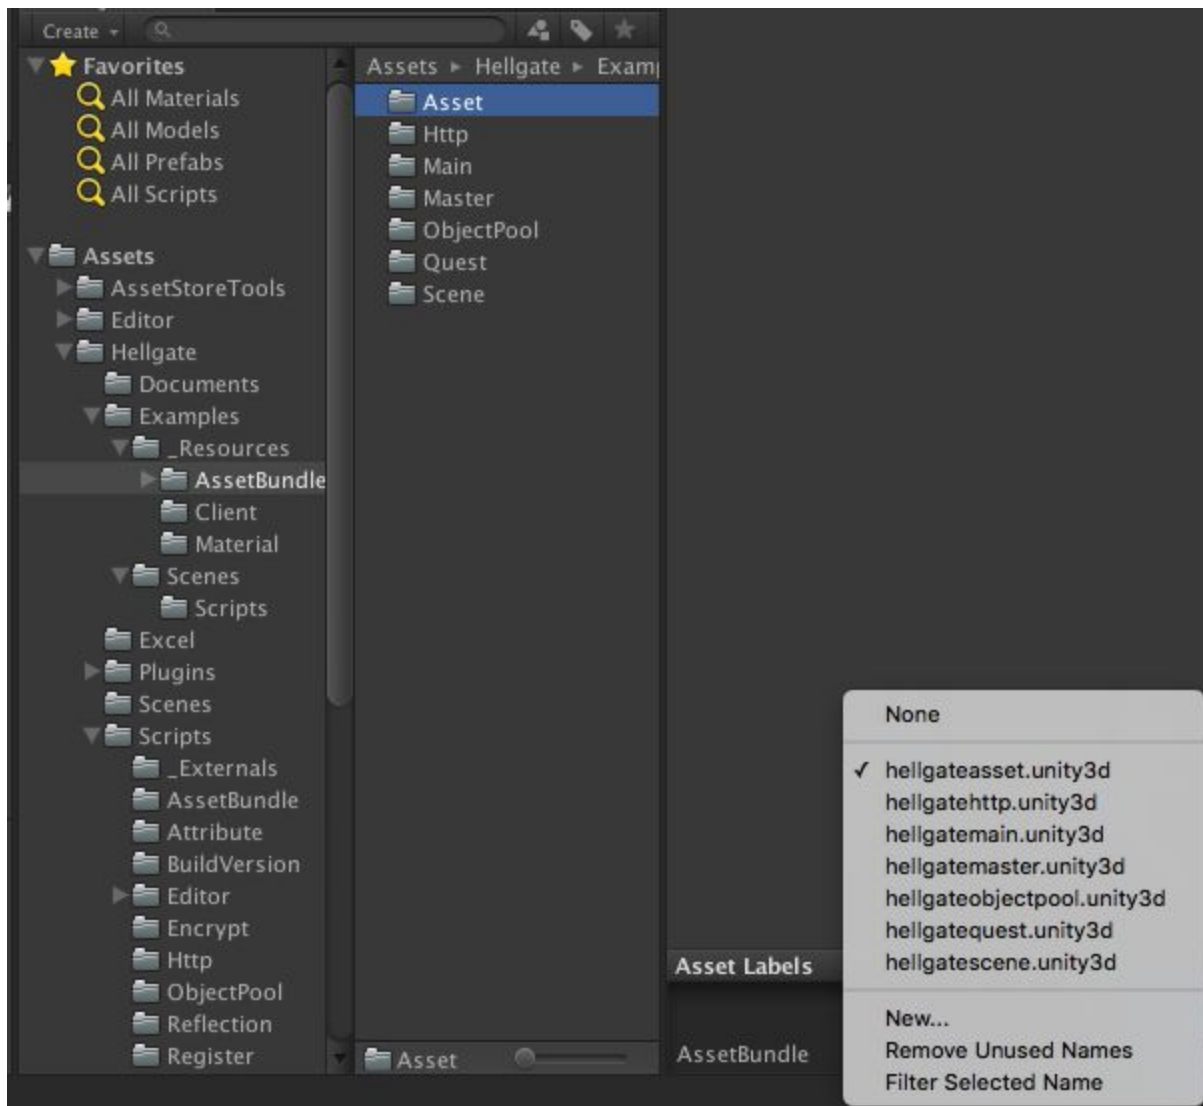 Create
Favorites
All Materials
All Models
All Prefabs
All Scripts
Assets
AssetStoreTools
Editor
Hellgate
Documents
Examples
_Resources
AssetBundle
Client
Material
Scenes
Scripts
Excel
Plugins
Scenes
Scripts
_Externals
AssetBundle
Attribute
BuildVersion
Editor
Encrypt
Http
ObjectPool
Reflection
Register
Assets ▸ Hellgate ▸ Exam
Asset
Http
Main
Master
ObjectPool
Quest
Scene
Asset
Asset Labels
AssetBundle
None
✓ hellgateasset.unity3d
hellgatehttp.unity3d
hellgatemain.unity3d
hellgatemaster.unity3d
hellgateobjectpool.unity3d
hellgatequest.unity3d
hellgatescene.unity3d
New...
Remove Unused Names
Filter Selected Name